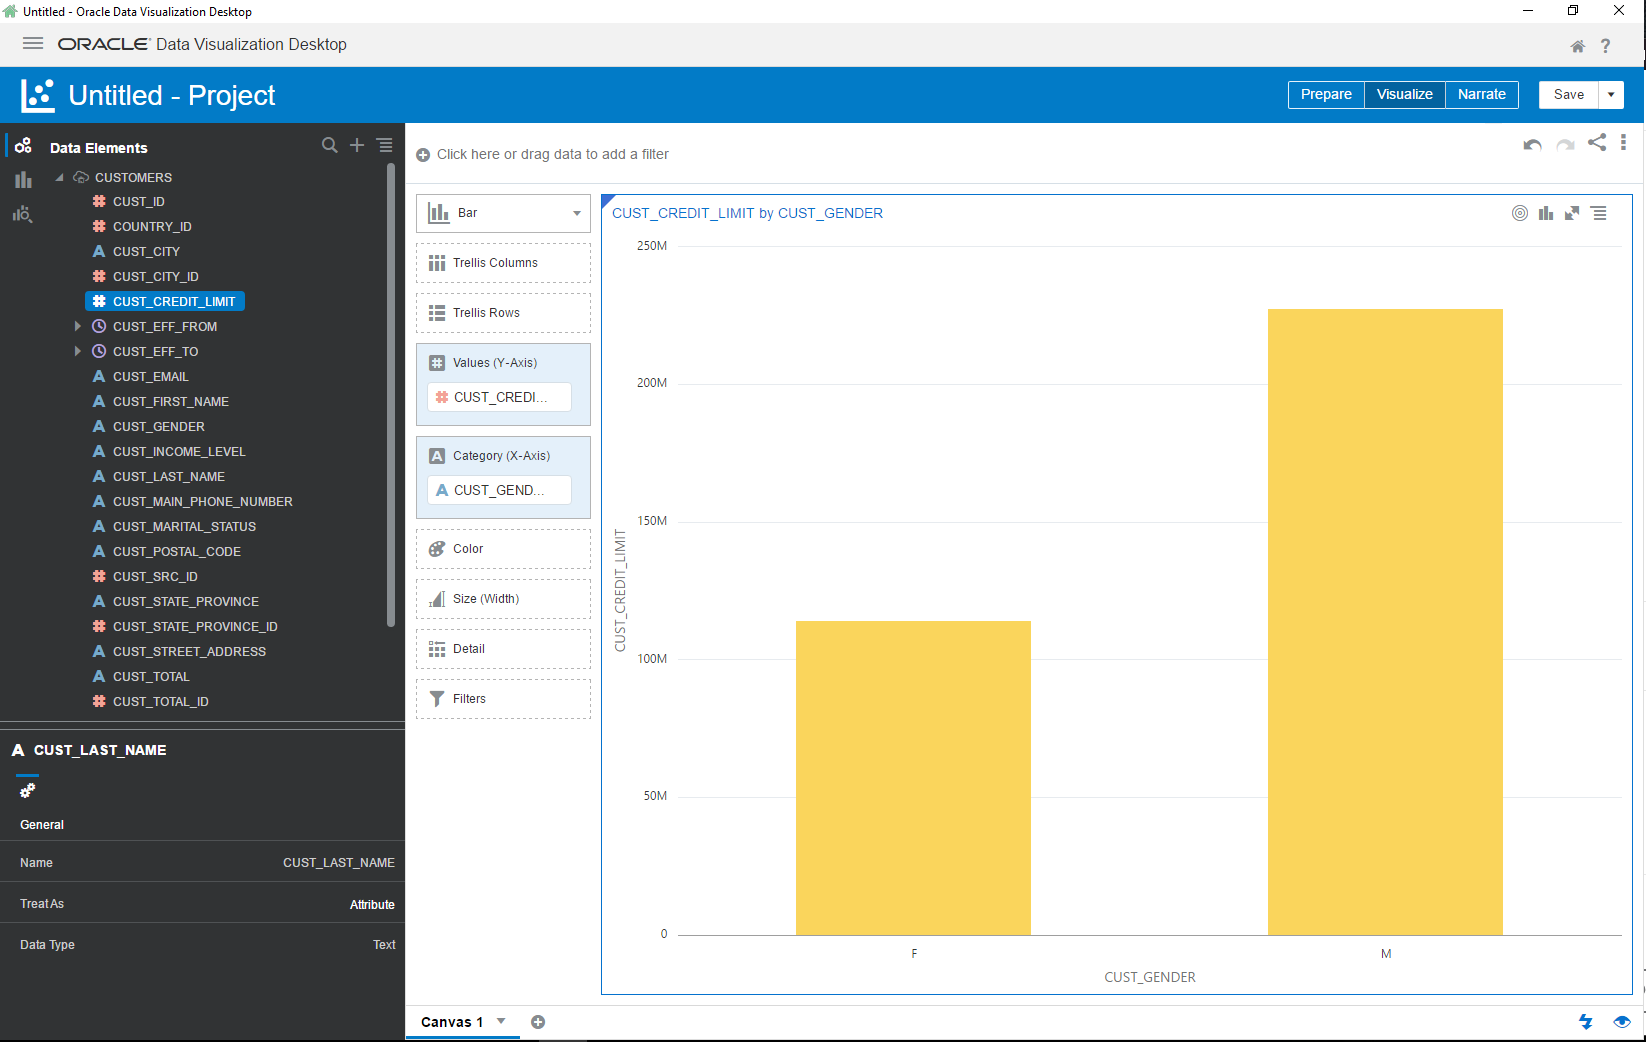 Untitled - Oracle Data Visualization Desktop
ORACLE Data Visualization Desktop
?
Untitled - Project
Prepare
Visualize
Narrate
Save
Data Elements
CUSTOMERS
CUST_ID
COUNTRY_ID
A CUST_CITY
CUST_CITY_ID
CUST_CREDIT_LIMIT
CUST_EFF_FROM
CUST_EFF_TO
A CUST_EMAIL
A CUST_FIRST_NAME
A CUST_GENDER
A CUST_INCOME_LEVEL
A CUST_LAST_NAME
A CUST_MAIN_PHONE_NUMBER
A CUST_MARITAL_STATUS
A CUST_POSTAL_CODE
CUST_SRC_ID
A CUST_STATE_PROVINCE
CUST_STATE_PROVINCE_ID
A CUST_STREET_ADDRESS
A CUST_TOTAL
CUST_TOTAL_ID
A CUST_LAST_NAME
General
Name CUST_LAST_NAME
Treat As Attribute
Data Type Text
Click here or drag data to add a filter
Bar
Trellis Columns
Trellis Rows
# Values (Y-Axis)
# CUST_CREDI...
A Category (X-Axis)
A CUST_GEND...
Color
Size (Width)
Detail
Filters
CUST_CREDIT_LIMIT by CUST_GENDER
250M
200M
150M
100M
50M
0
CUST_CREDIT_LIMIT
F
M
CUST_GENDER
Canvas 1